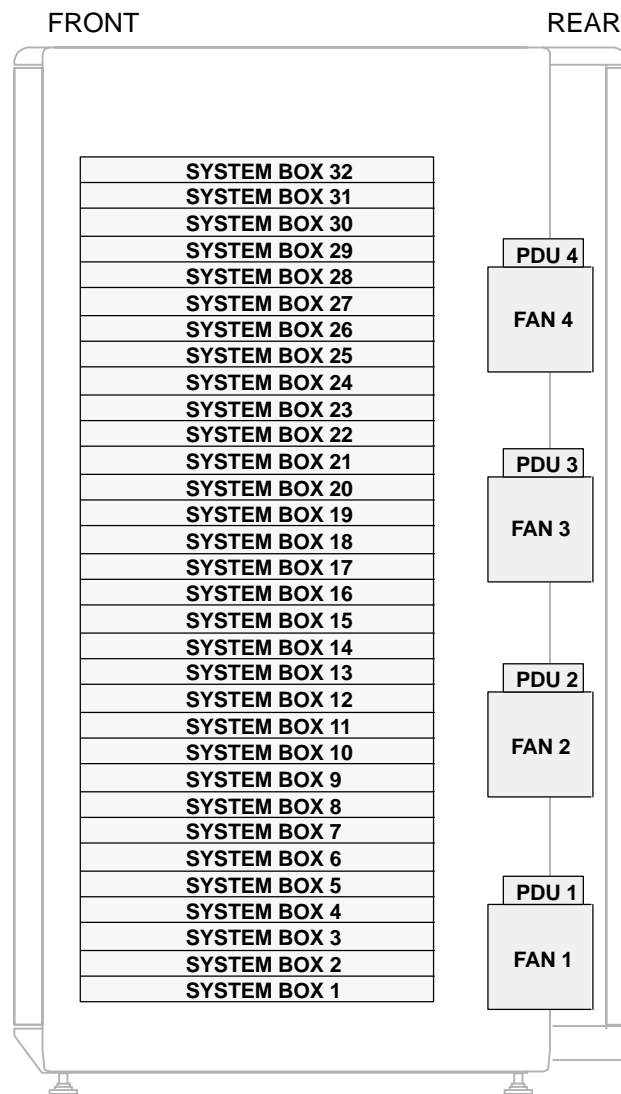 FRONT REAR
SYSTEM BOX 32
SYSTEM BOX 31
SYSTEM BOX 30
SYSTEM BOX 29
SYSTEM BOX 28
SYSTEM BOX 27
SYSTEM BOX 26
SYSTEM BOX 25
SYSTEM BOX 24
SYSTEM BOX 23
SYSTEM BOX 22
SYSTEM BOX 21
SYSTEM BOX 20
SYSTEM BOX 19
SYSTEM BOX 18
SYSTEM BOX 17
SYSTEM BOX 16
SYSTEM BOX 15
SYSTEM BOX 14
SYSTEM BOX 13
SYSTEM BOX 12
SYSTEM BOX 11
SYSTEM BOX 10
SYSTEM BOX 9
SYSTEM BOX 8
SYSTEM BOX 7
SYSTEM BOX 6
SYSTEM BOX 5
SYSTEM BOX 4
SYSTEM BOX 3
SYSTEM BOX 2
SYSTEM BOX 1
PDU 4
FAN 4
PDU 3
FAN 3
PDU 2
FAN 2
PDU 1
FAN 1